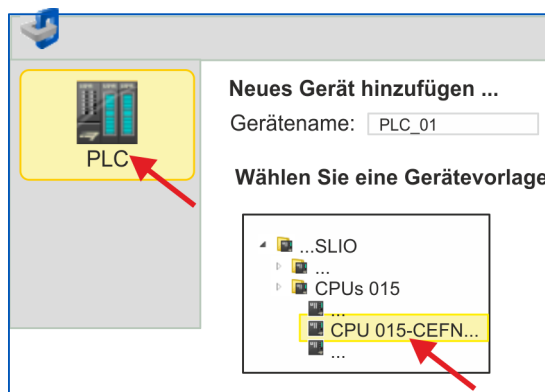 PLC
Neues Gerät hinzufügen ...
Gerätename: PLC_01
Wählen Sie eine Gerätevorlage
...SLIO
...
CPUs 015
...
CPU 015-CEFN...
...